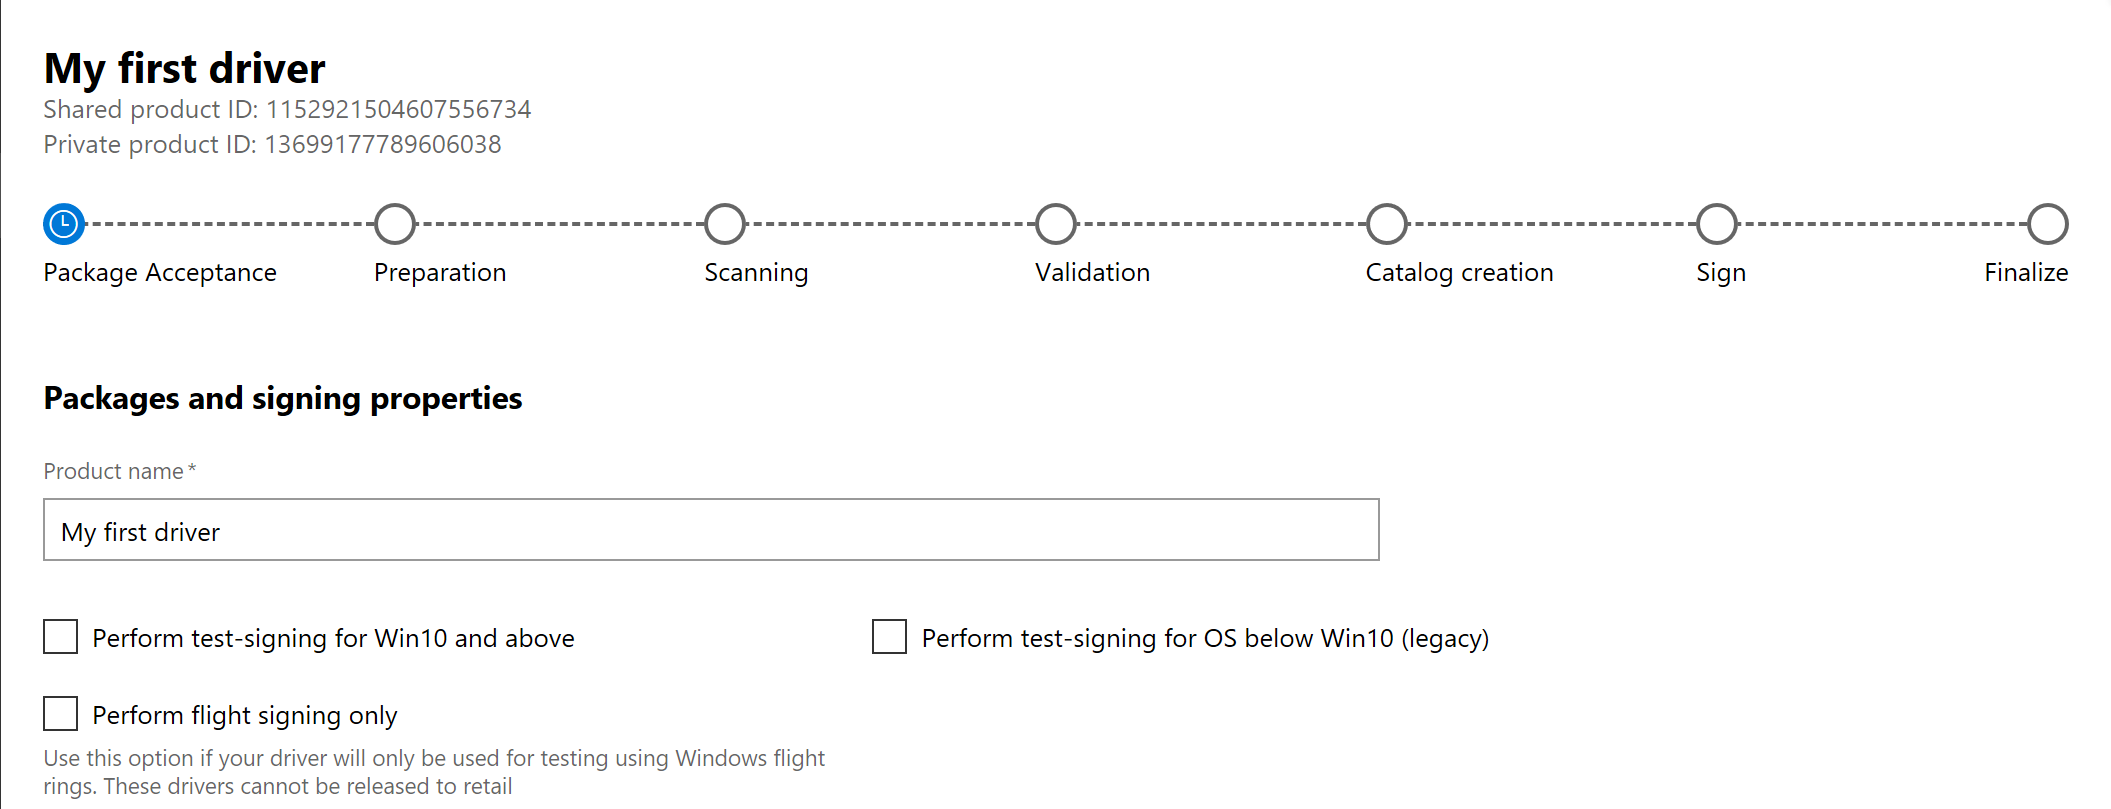 My first driver
Shared product ID: 1152921504607556734
Private product ID: 13699177789606038
Package Acceptance Preparation Scanning Validation Catalog creation Sign Finalize
Packages and signing properties
Product name*
My first driver
Perform test-signing for Win10 and above Perform test-signing for OS below Win10 (legacy)
Perform flight signing only
Use this option if your driver will only be used for testing using Windows flight
rings. These drivers cannot be released to retail